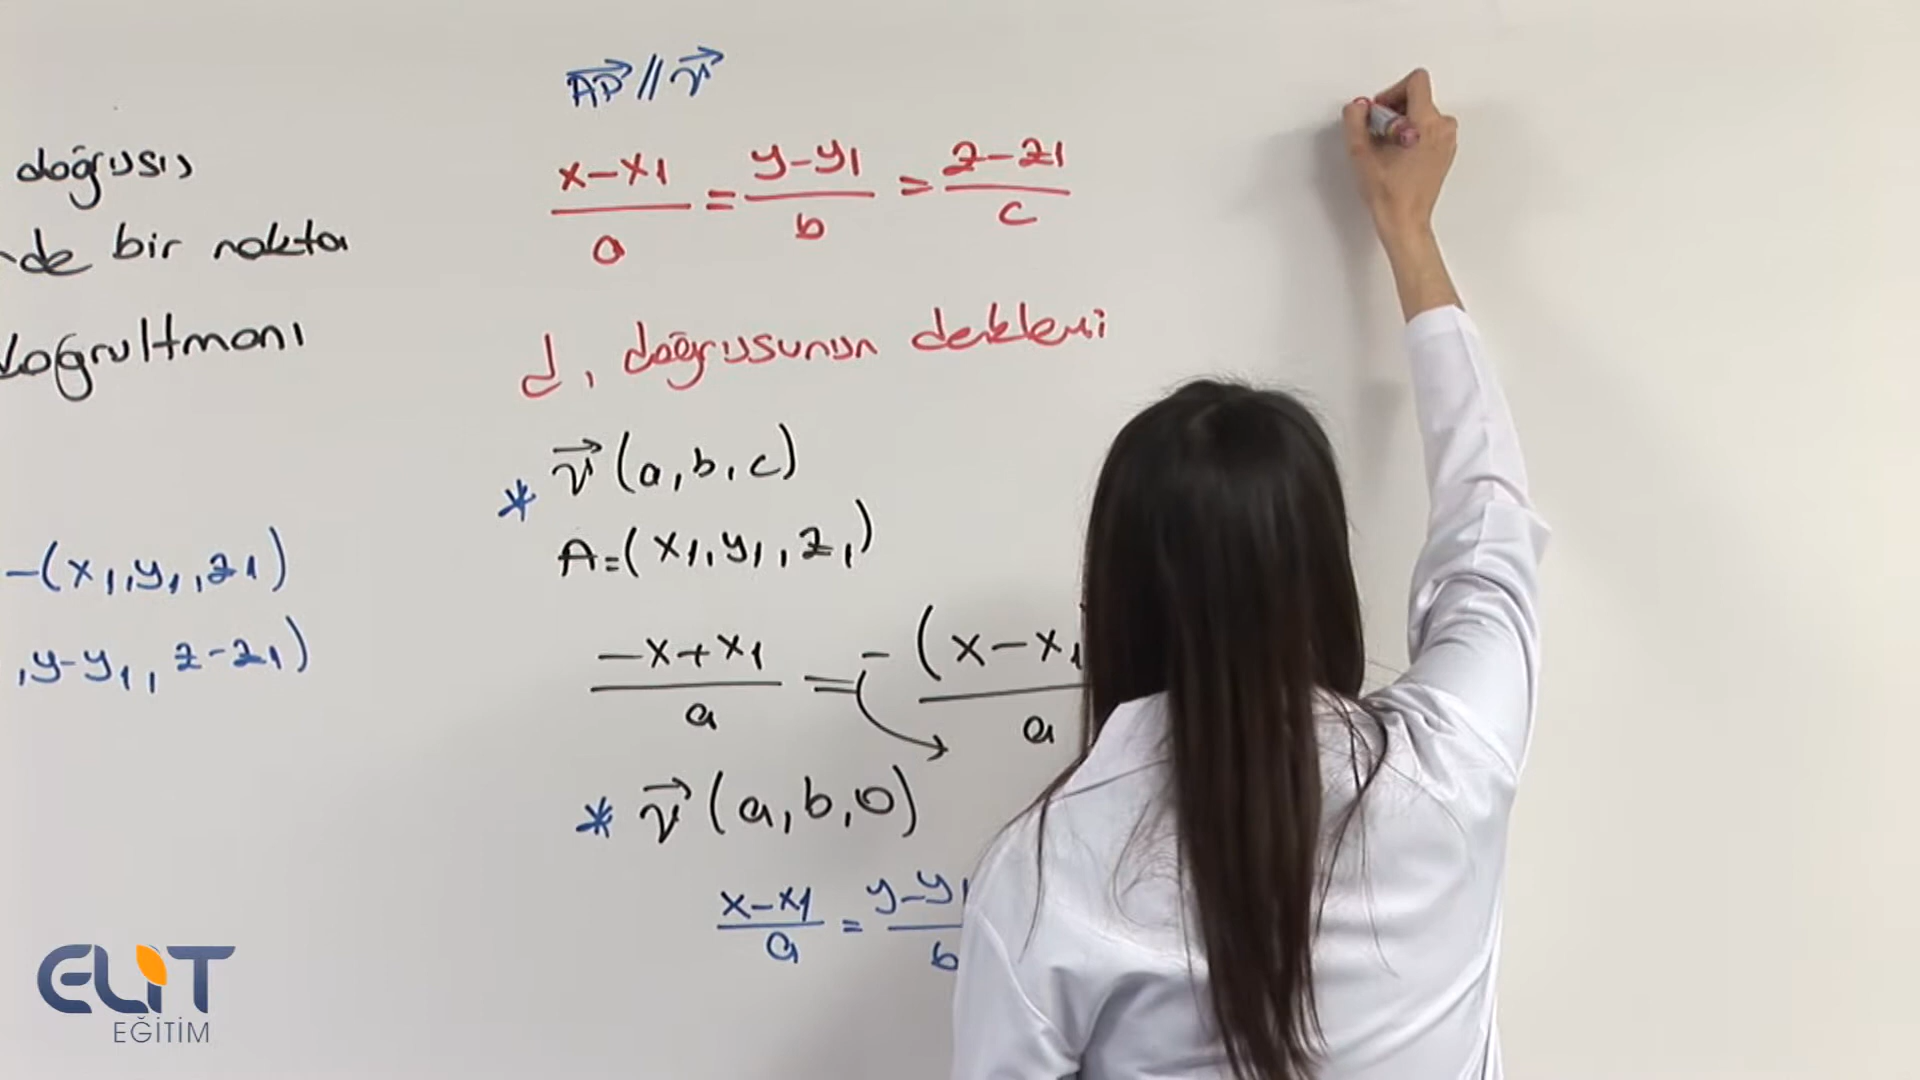 doğrusu
-de bir nokta
doğrultmanı
-(x₁,y₁,z₁)
,y-y₁, z-z₁)
AP // v
x-x₁/a = y-y₁/b = z-z₁/c
d, doğrusunun denklemi
* v (a,b,c)
A=(x₁,y₁,z₁)
-x+x₁/a = -(x-x₁/a
* v (a,b,0)
x-x₁/a = y-y₁/b
ELİT
EĞİTİM